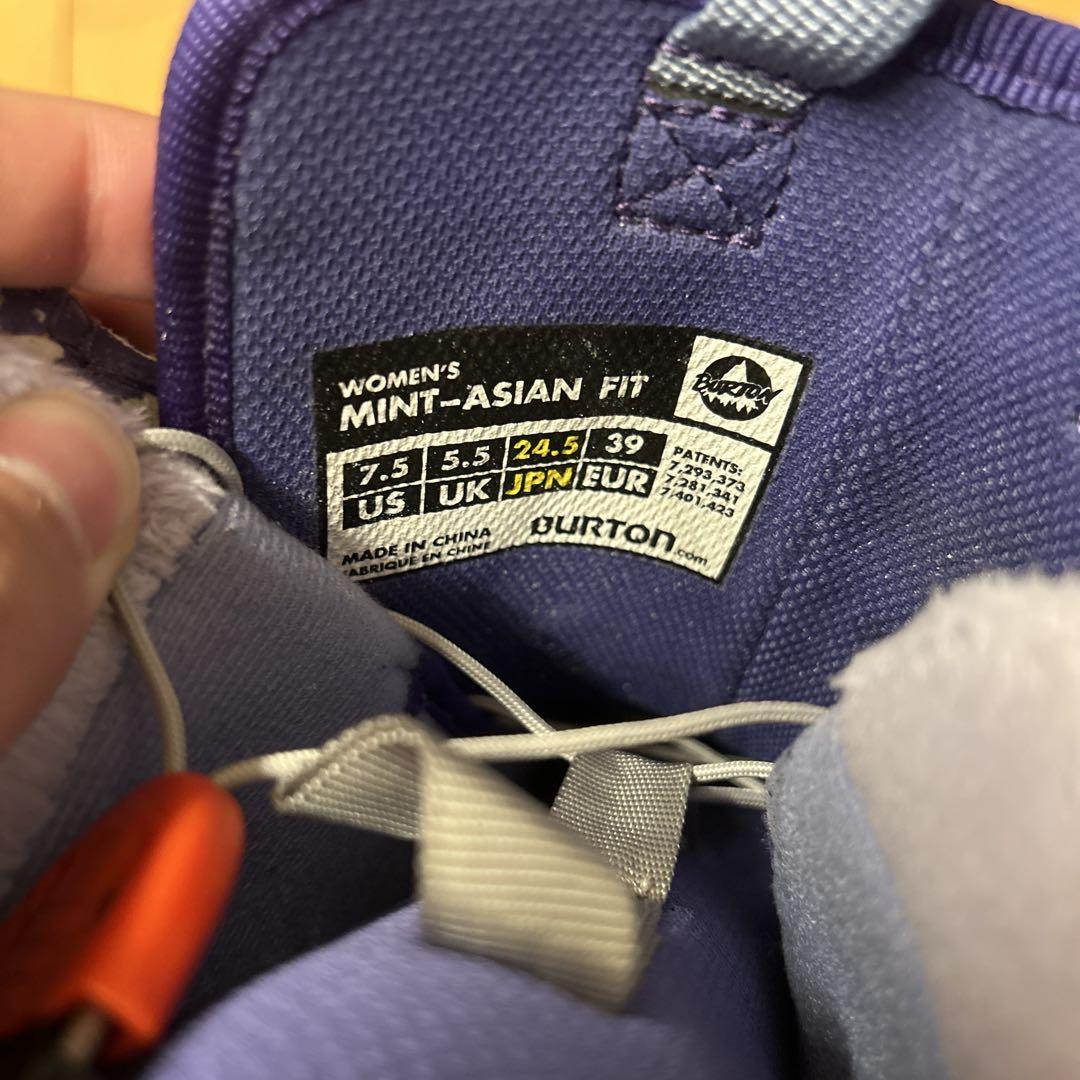 WOMEN'S
MINT-ASIAN FIT
BURTON
7.5 5.5 24.5 39
US UK JPN EUR
PATENTS:
7,293,373
7,281,341
7,401,423
MADE IN CHINA
FABRIQUE EN CHINE
BURTON.com